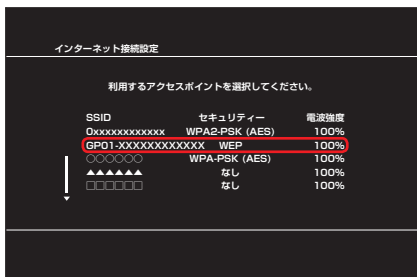 インターネット接続設定
利用するアクセスポイントを選択してください。
SSID セキュリティー 電波強度
0xxxxxxxxxxxx WPA2-PSK (AES) 100%
GP01-XXXXXXXXXXXX WEP 100%
○○○○○○ WPA-PSK (AES) 100%
▲▲▲▲▲▲ なし 100%
□□□□□□ なし 100%